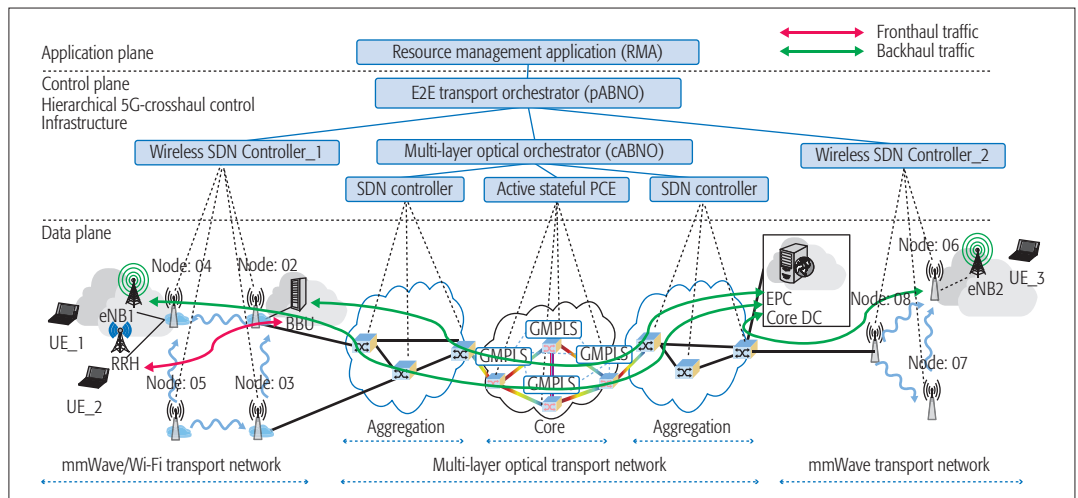 Fronthaul traffic
Backhaul traffic
Application plane
Resource management application (RMA)
Control plane
Hierarchical 5G-crosshaul control
Infrastructure
E2E transport orchestrator (pABNO)
Wireless SDN Controller_1
Multi-layer optical orchestrator (cABNO)
Wireless SDN Controller_2
SDN controller
Active stateful PCE
SDN controller
Data plane
Node: 04
Node: 02
Node: 06
UE_3
eNB2
eNB1
BBU
EPC
Core DC
Node: 08
UE_1
RRH
GMPLS
GMPLS
GMPLS
GMPLS
Node: 07
UE_2
Node: 05
Node: 03
Aggregation
Core
Aggregation
mmWave/Wi-Fi transport network
Multi-layer optical transport network
mmWave transport network